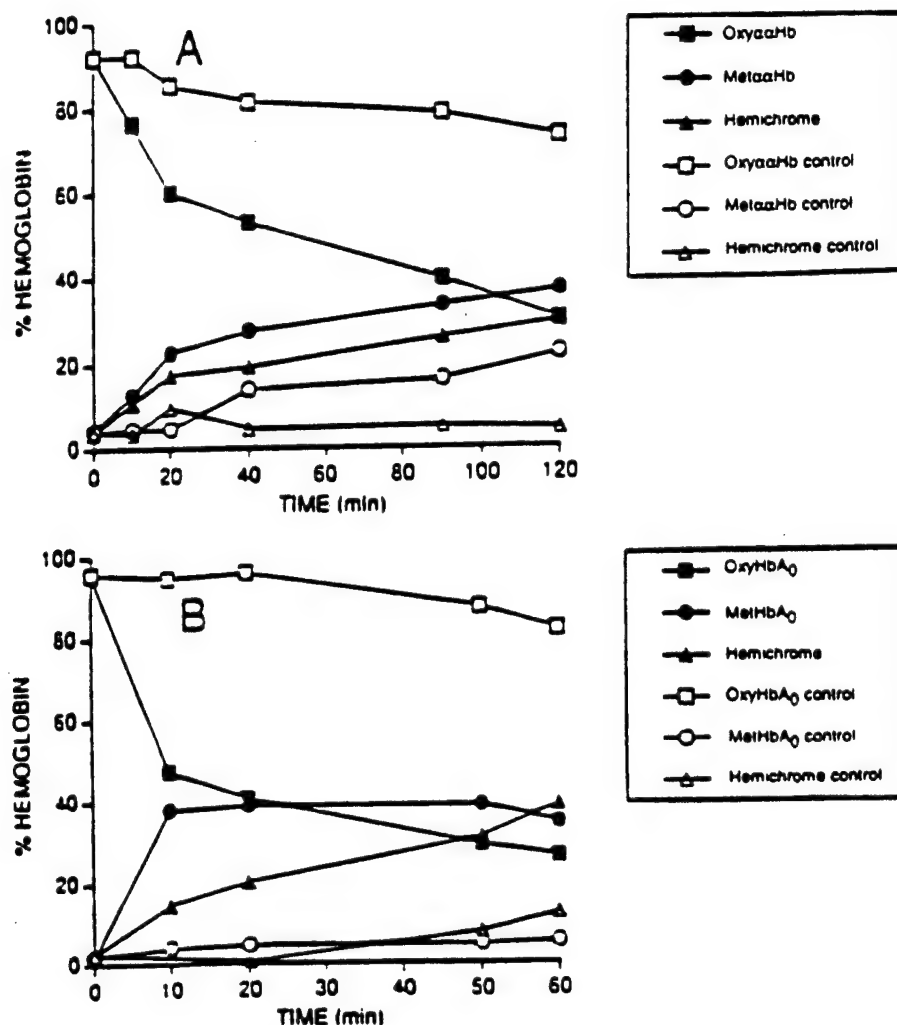 A
100
80
60
40
20
0
% HEMOGLOBIN
0 20 40 60 80 100 120
TIME (min)
OxyααHb
MetααHb
Hemichrome
OxyααHb control
MetααHb control
Hemichrome control
B
100
80
60
40
20
0
% HEMOGLOBIN
0 10 20 30 40 50 60
TIME (min)
OxyHbA0
MetHbA0
Hemichrome
OxyHbA0 control
MetHbA0 control
Hemichrome control